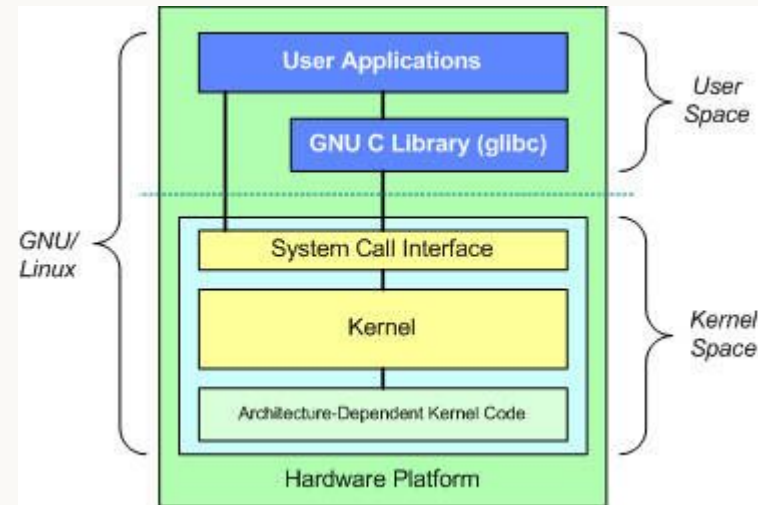 User Applications
User
Space
GNU C Library (glibc)
GNU/
Linux
System Call Interface
Kernel
Kernel
Space
Architecture-Dependent Kernel Code
Hardware Platform